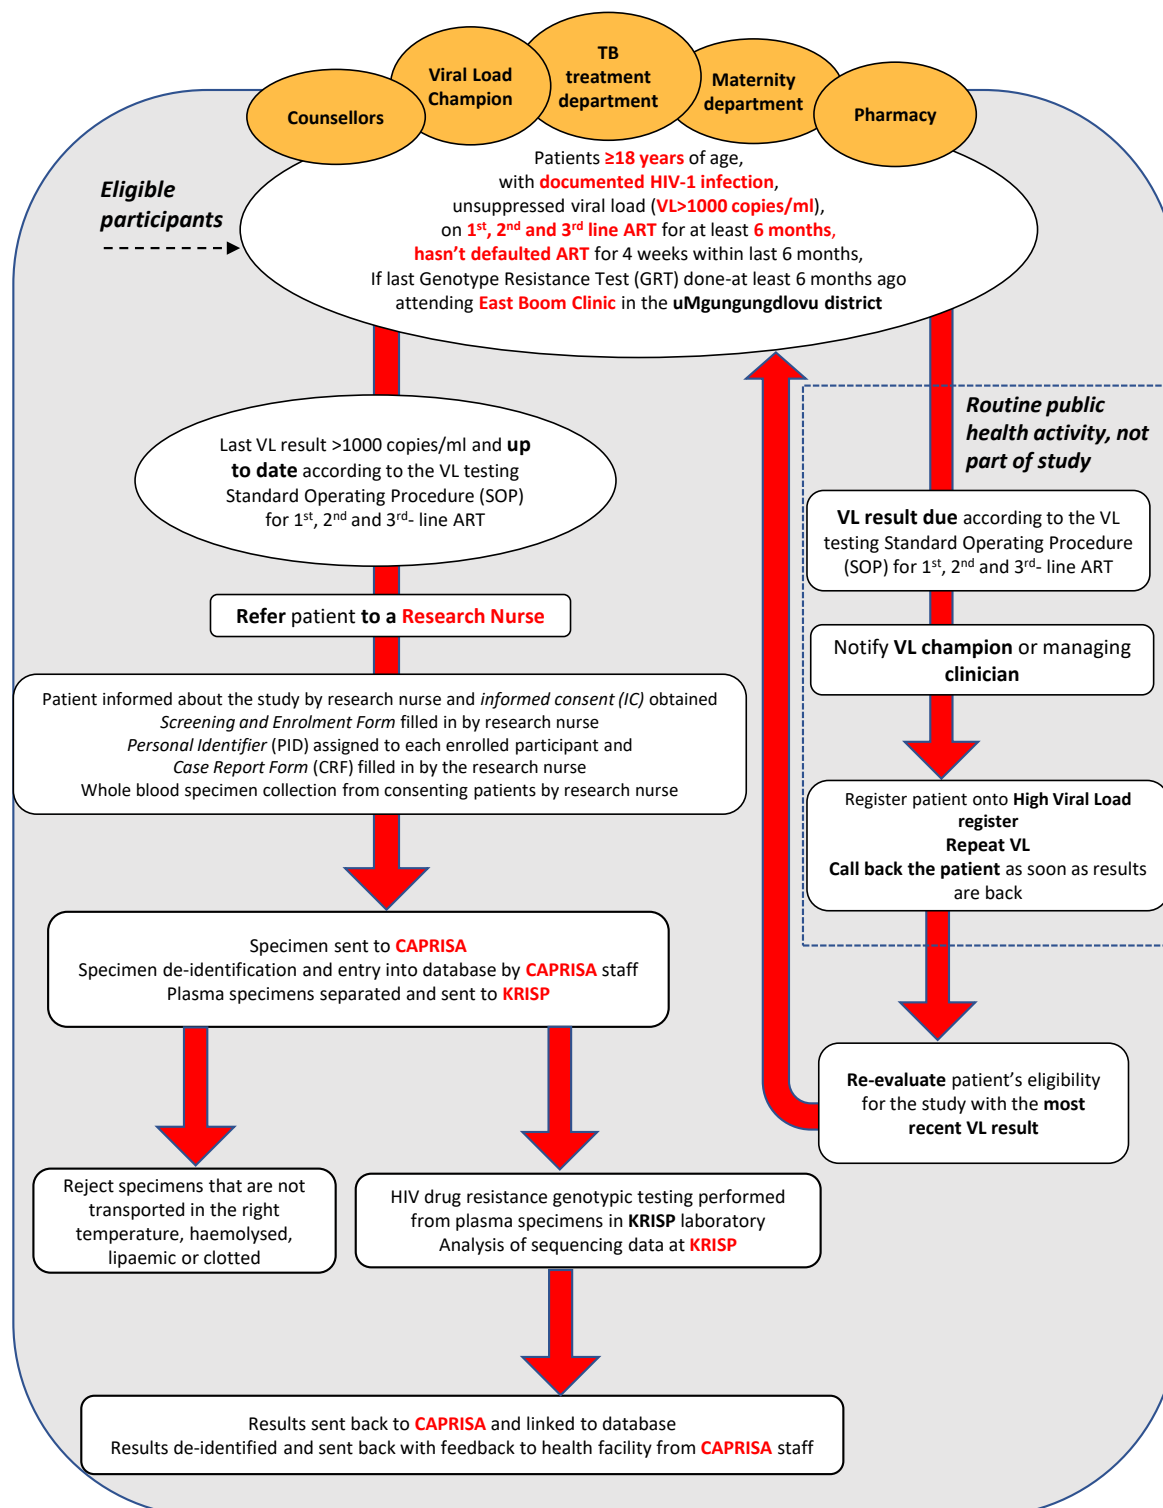 Counsellors
Viral Load
Champion
TB
treatment
department
Maternity
department
Pharmacy
Eligible
participants
Patients ≥18 years of age,
with documented HIV-1 infection,
unsuppressed viral load (VL>1000 copies/ml),
on 1st, 2nd and 3rd line ART for at least 6 months,
hasn't defaulted ART for 4 weeks within last 6 months,
If last Genotype Resistance Test (GRT) done-at least 6 months ago
attending East Boom Clinic in the uMgungungdlovu district
Last VL result >1000 copies/ml and up
to date according to the VL testing
Standard Operating Procedure (SOP)
for 1st, 2nd and 3rd- line ART
Refer patient to a Research Nurse
Patient informed about the study by research nurse and informed consent (IC) obtained
Screening and Enrolment Form filled in by research nurse
Personal Identifier (PID) assigned to each enrolled participant and
Case Report Form (CRF) filled in by the research nurse
Whole blood specimen collection from consenting patients by research nurse
Specimen sent to CAPRISA
Specimen de-identification and entry into database by CAPRISA staff
Plasma specimens separated and sent to KRISP
Reject specimens that are not
transported in the right
temperature, haemolysed,
lipaemic or clotted
HIV drug resistance genotypic testing performed
from plasma specimens in KRISP laboratory
Analysis of sequencing data at KRISP
Results sent back to CAPRISA and linked to database
Results de-identified and sent back with feedback to health facility from CAPRISA staff
Routine public
health activity, not
part of study
VL result due according to the VL
testing Standard Operating Procedure
(SOP) for 1st, 2nd and 3rd- line ART
Notify VL champion or managing
clinician
Register patient onto High Viral Load
register
Repeat VL
Call back the patient as soon as results
are back
Re-evaluate patient's eligibility
for the study with the most
recent VL result